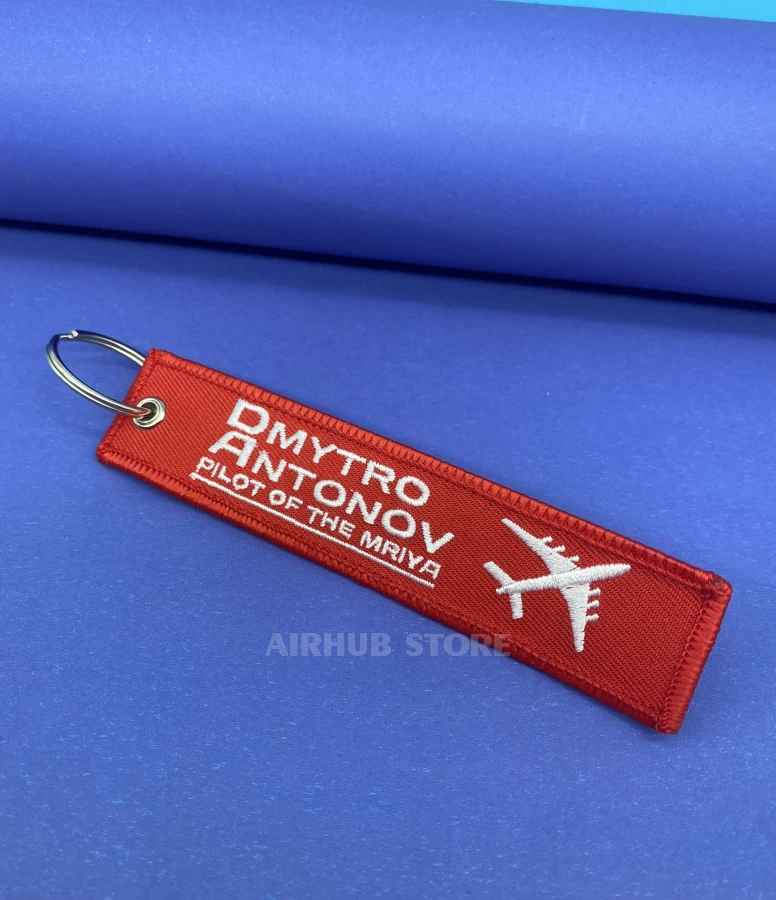 DMYTRO
ANTONOV
PILOT OF THE MRIYA
AIRHUB STORE